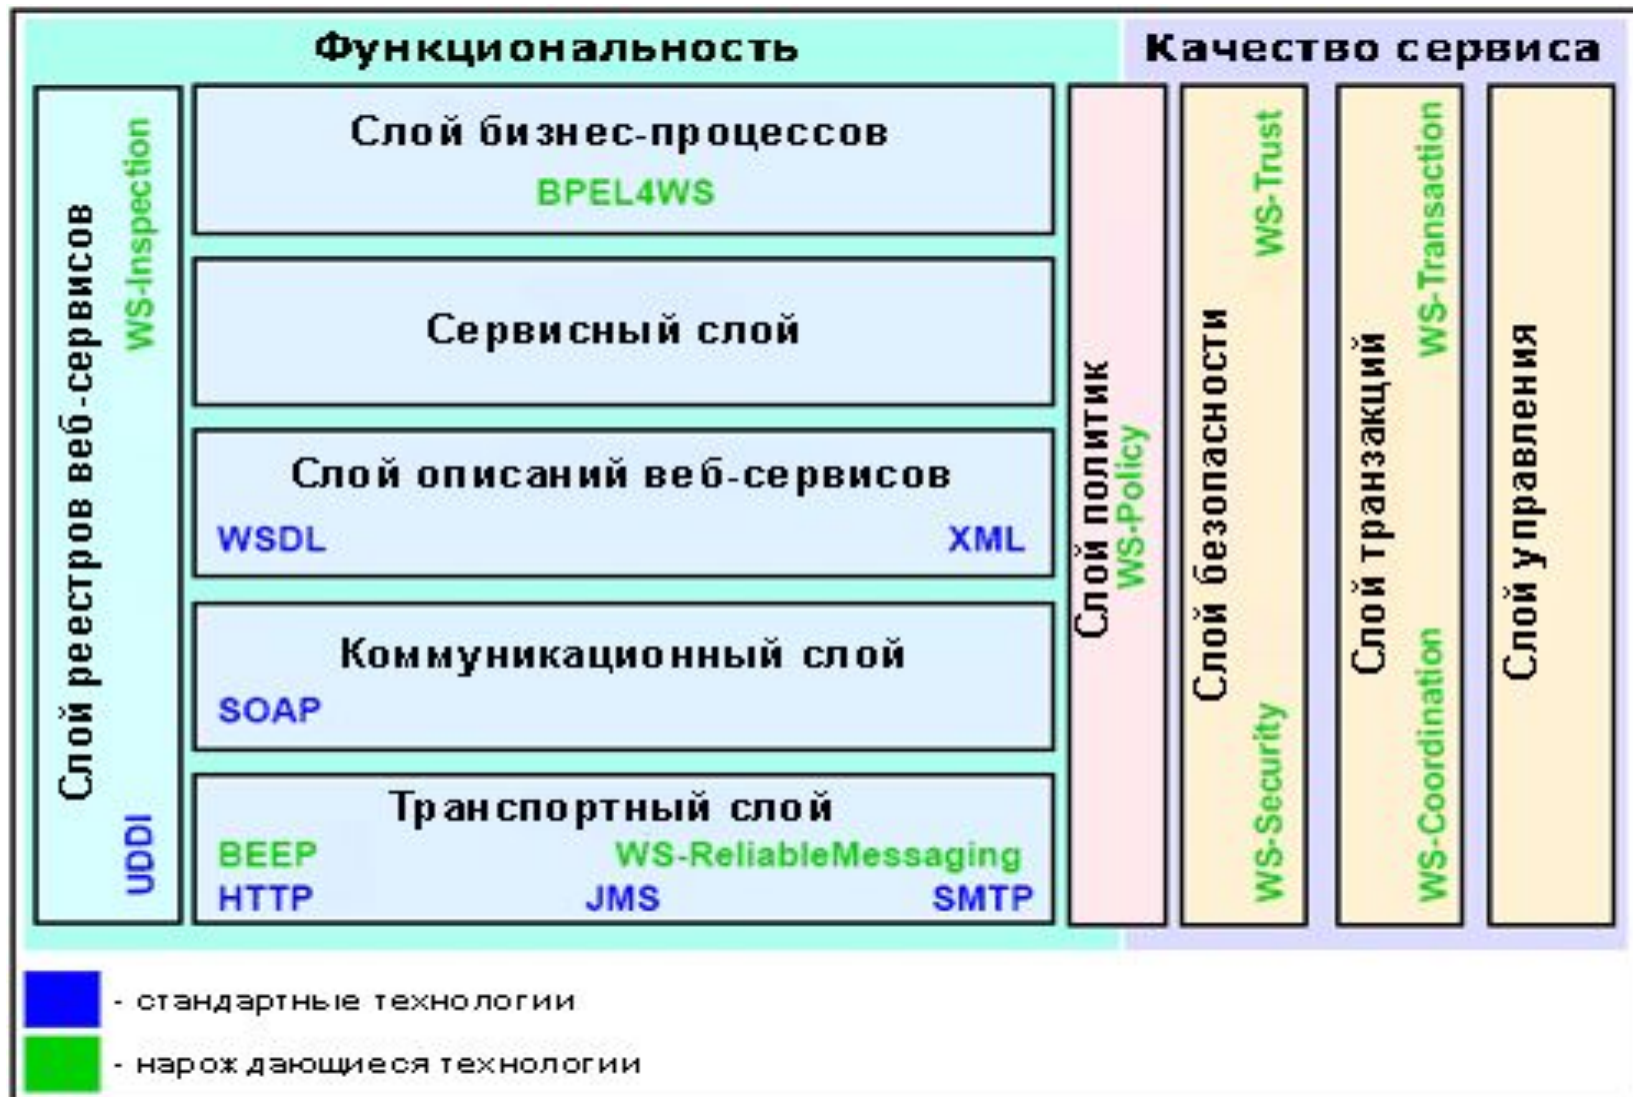 Функциональность
Качество сервиса
Слой реестров веб-сервисов
WS-Inspection
UDDI
Слой бизнес-процессов
BPEL4WS
Сервисный слой
Слой описаний веб-сервисов
WSDL XML
Коммуникационный слой
SOAP
Транспортный слой
BEEP WS-ReliableMessaging
HTTP JMS SMTP
Слой политик
WS-Policy
Слой безопасности
WS-Trust
WS-Security
Слой транзакций
WS-Transaction
WS-Coordination
Слой управления
- стандартные технологии
- нарождающиеся технологии